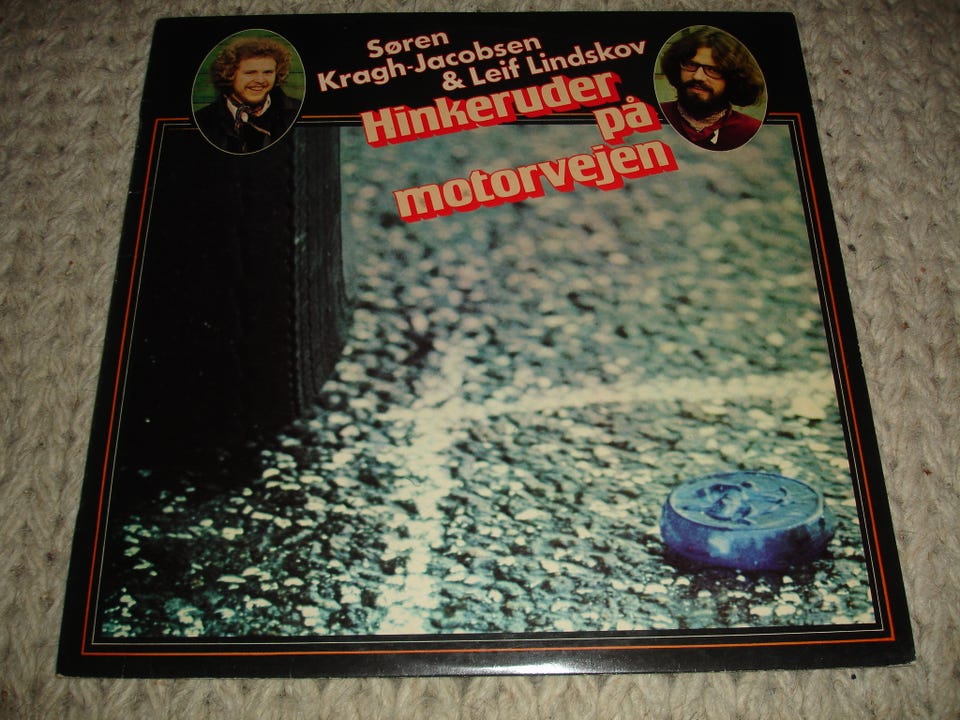 Søren
Kragh-Jacobsen
& Leif Lindskov
Hinkeruder
på
motorvejen